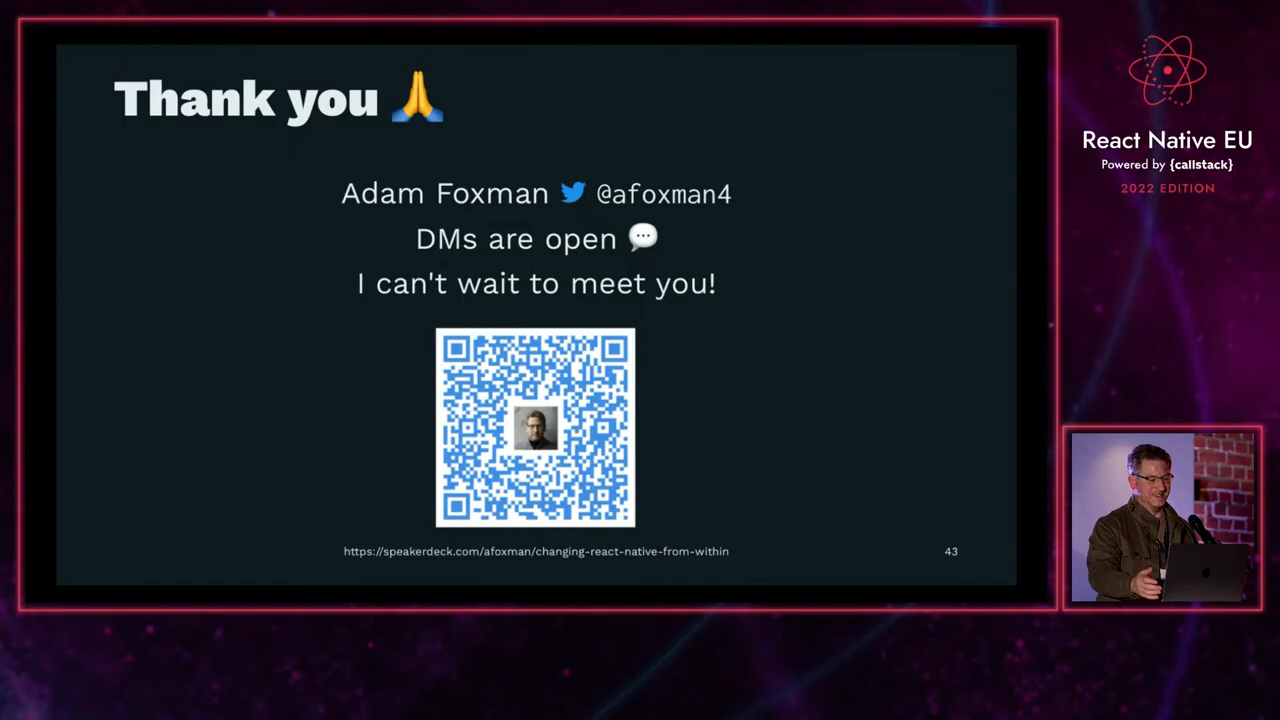 Thank you 🙏
Adam Foxman @afoxman4
DMs are open 💬
I can't wait to meet you!
https://speakerdeck.com/afoxman/changing-react-native-from-within
43
React Native EU
Powered by {callstack}
2022 EDITION